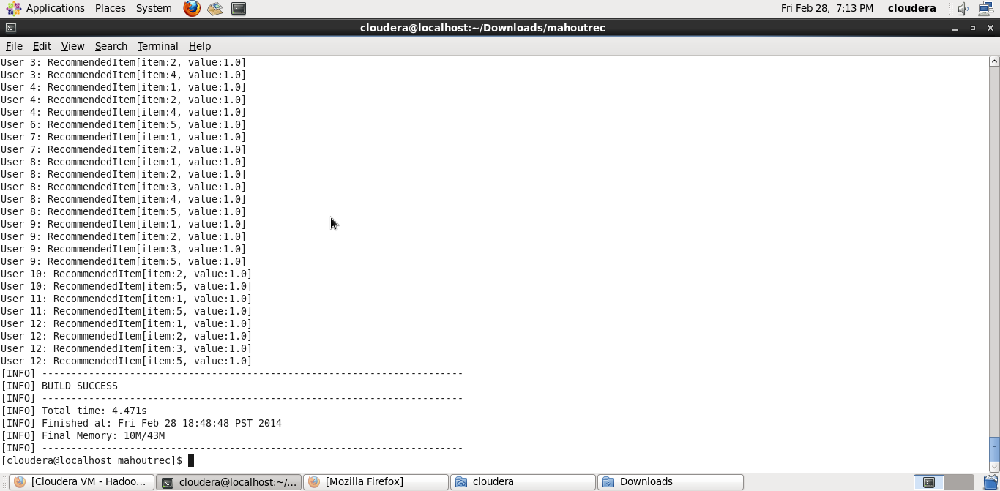 Applications Places System Fri Feb 28, 7:13 PM cloudera
cloudera@localhost:~/Downloads/mahoutrec
File Edit View Search Terminal Help
User 3: RecommendedItem[item:2, value:1.0]
User 3: RecommendedItem[item:4, value:1.0]
User 4: RecommendedItem[item:1, value:1.0]
User 4: RecommendedItem[item:2, value:1.0]
User 4: RecommendedItem[item:4, value:1.0]
User 6: RecommendedItem[item:5, value:1.0]
User 7: RecommendedItem[item:1, value:1.0]
User 7: RecommendedItem[item:2, value:1.0]
User 8: RecommendedItem[item:1, value:1.0]
User 8: RecommendedItem[item:2, value:1.0]
User 8: RecommendedItem[item:3, value:1.0]
User 8: RecommendedItem[item:4, value:1.0]
User 8: RecommendedItem[item:5, value:1.0]
User 9: RecommendedItem[item:1, value:1.0]
User 9: RecommendedItem[item:2, value:1.0]
User 9: RecommendedItem[item:3, value:1.0]
User 9: RecommendedItem[item:5, value:1.0]
User 10: RecommendedItem[item:2, value:1.0]
User 10: RecommendedItem[item:5, value:1.0]
User 11: RecommendedItem[item:1, value:1.0]
User 11: RecommendedItem[item:5, value:1.0]
User 12: RecommendedItem[item:1, value:1.0]
User 12: RecommendedItem[item:2, value:1.0]
User 12: RecommendedItem[item:3, value:1.0]
User 12: RecommendedItem[item:5, value:1.0]
[INFO] ------------------------------------------------------------------------
[INFO] BUILD SUCCESS
[INFO] ------------------------------------------------------------------------
[INFO] Total time: 4.471s
[INFO] Finished at: Fri Feb 28 18:48:48 PST 2014
[INFO] Final Memory: 10M/43M
[INFO] ------------------------------------------------------------------------
[cloudera@localhost mahoutrec]$
[Cloudera VM - Hadoo... cloudera@localhost:~/... [Mozilla Firefox] cloudera Downloads